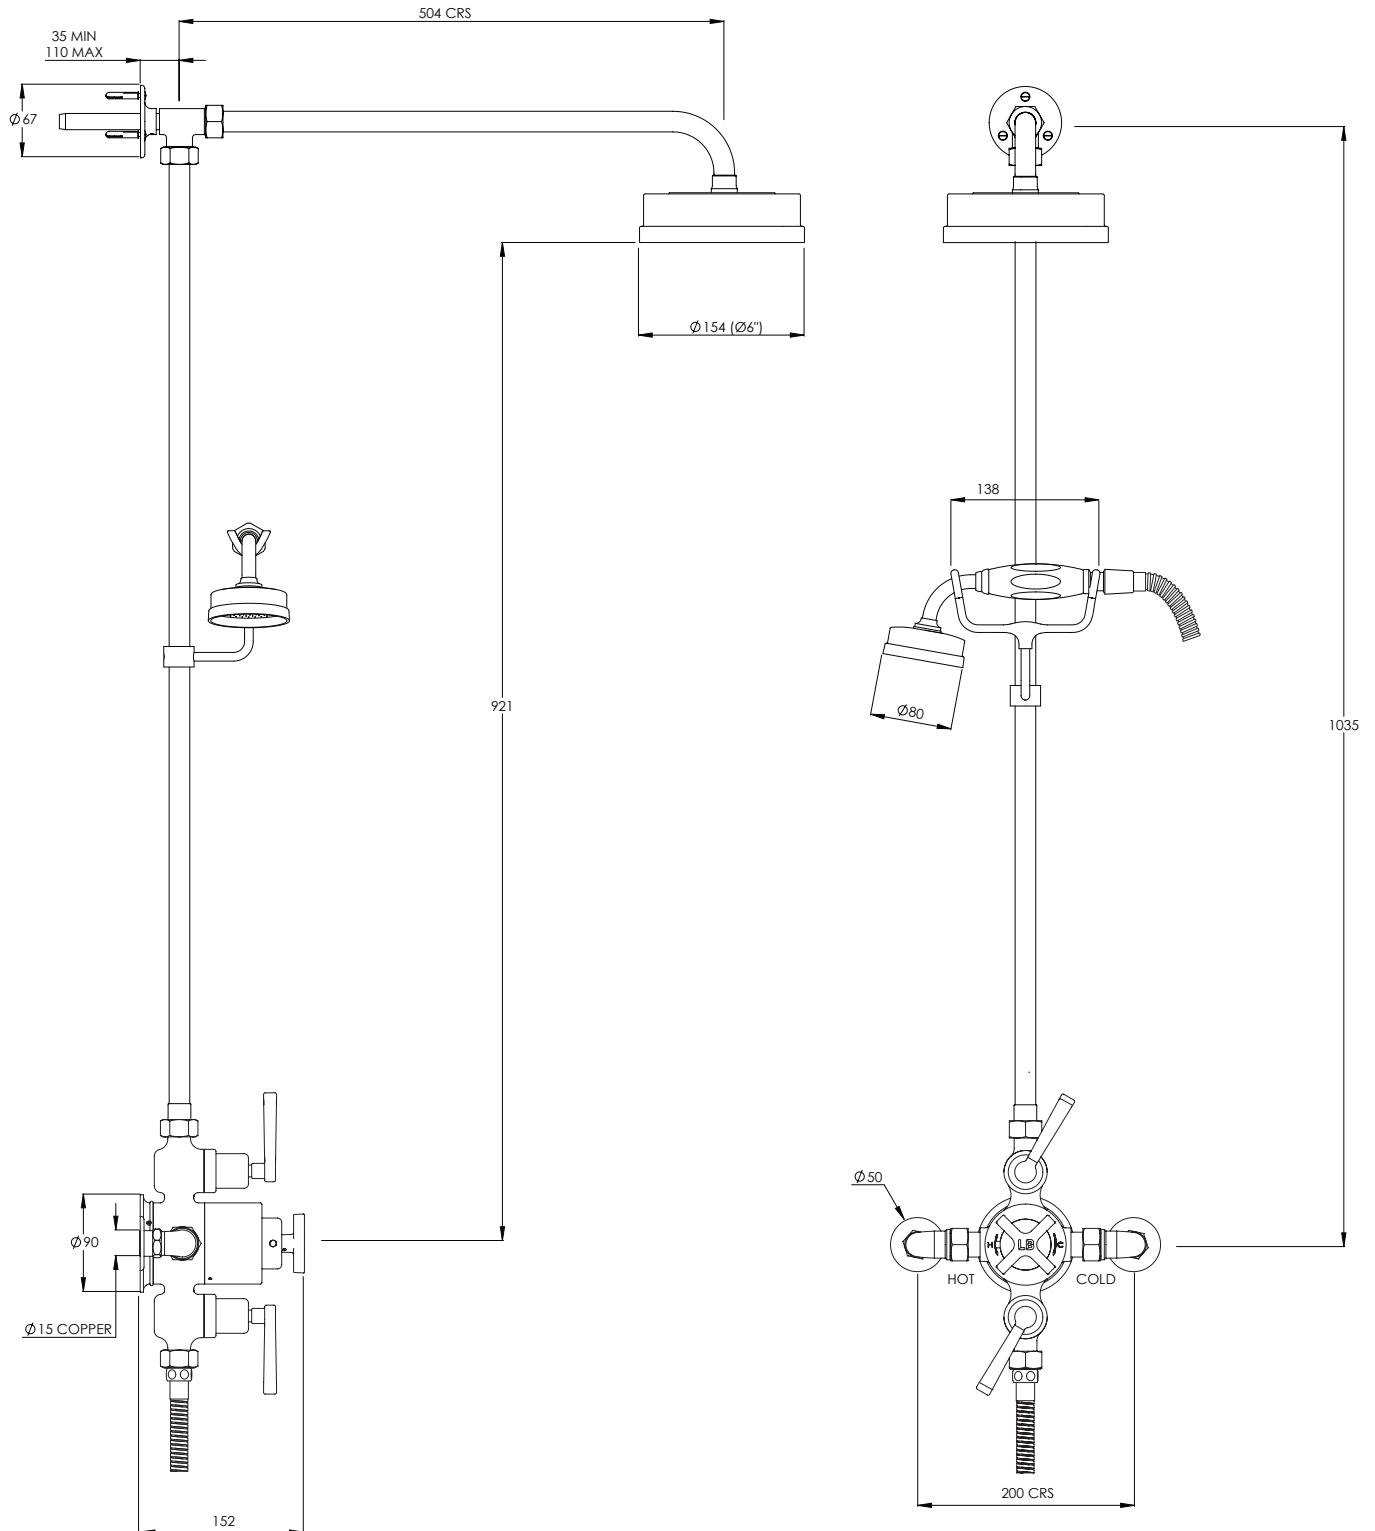 504 CRS
35 MIN
110 MAX
Ø67
Ø154 (Ø6")
138
Ø80
921
1035
Ø50
Ø90
H LB C
HOT COLD
Ø15 COPPER
200 CRS
152